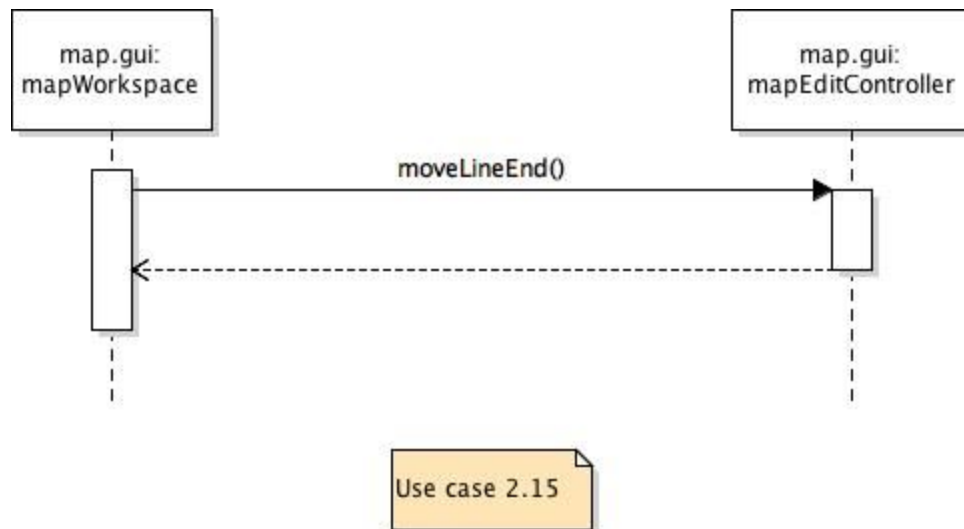 map.gui:
mapWorkspace
map.gui:
mapEditController
moveLineEnd()
Use case 2.15